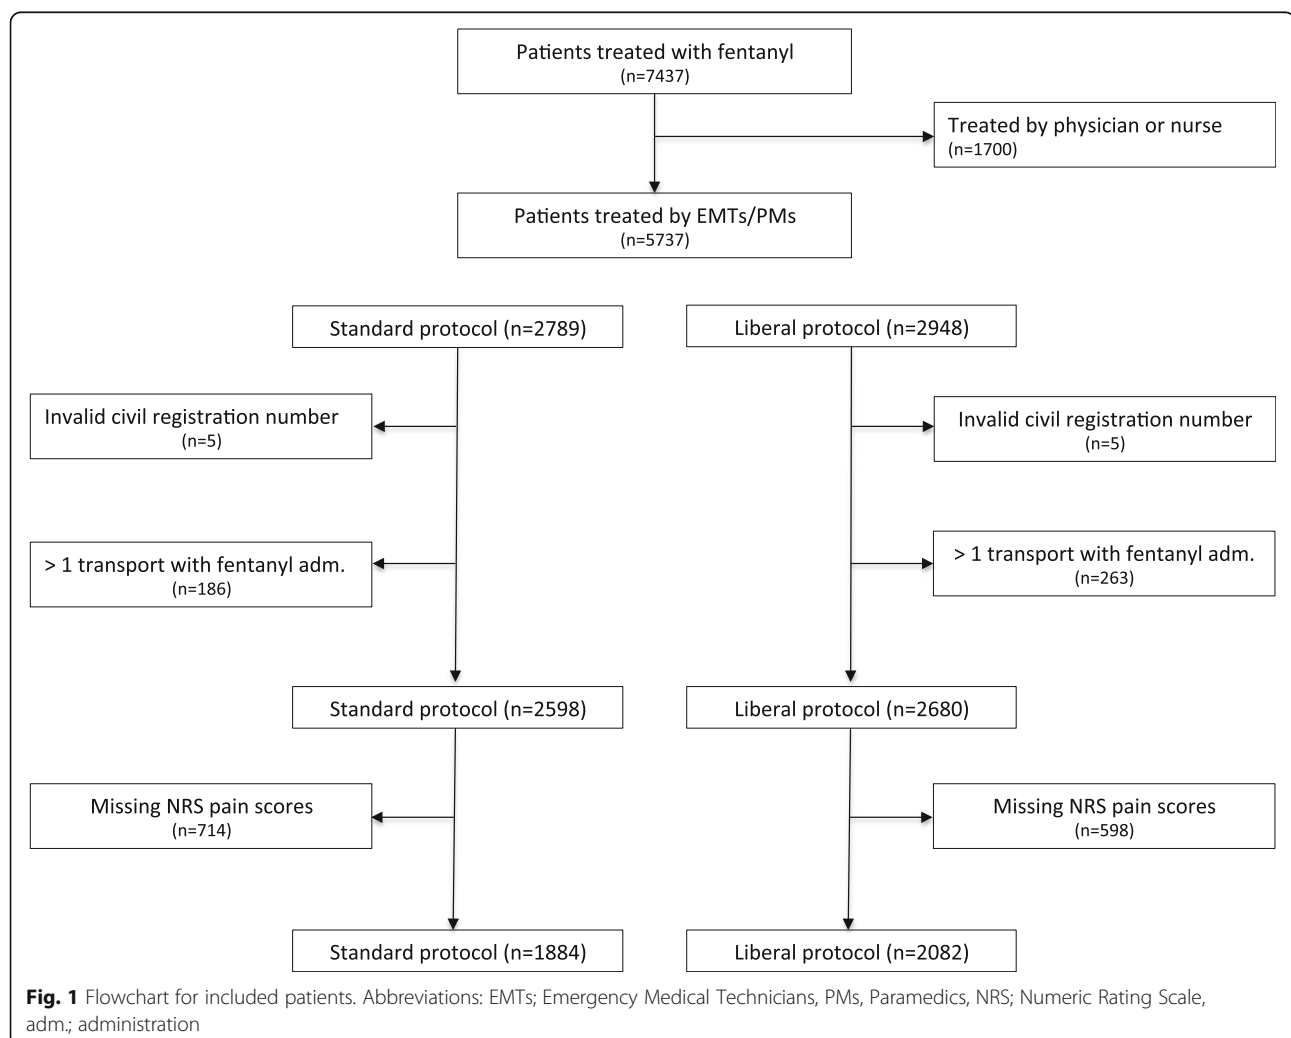 Patients treated with fentanyl
(n=7437)
Treated by physician or nurse
(n=1700)
Patients treated by EMTs/PMs
(n=5737)
Standard protocol (n=2789)
Liberal protocol (n=2948)
Invalid civil registration number
(n=5)
Invalid civil registration number
(n=5)
> 1 transport with fentanyl adm.
(n=186)
> 1 transport with fentanyl adm.
(n=263)
Standard protocol (n=2598)
Liberal protocol (n=2680)
Missing NRS pain scores
(n=714)
Missing NRS pain scores
(n=598)
Standard protocol (n=1884)
Liberal protocol (n=2082)
Fig. 1 Flowchart for included patients. Abbreviations: EMTs; Emergency Medical Technicians, PMs, Paramedics, NRS; Numeric Rating Scale,
adm.; administration